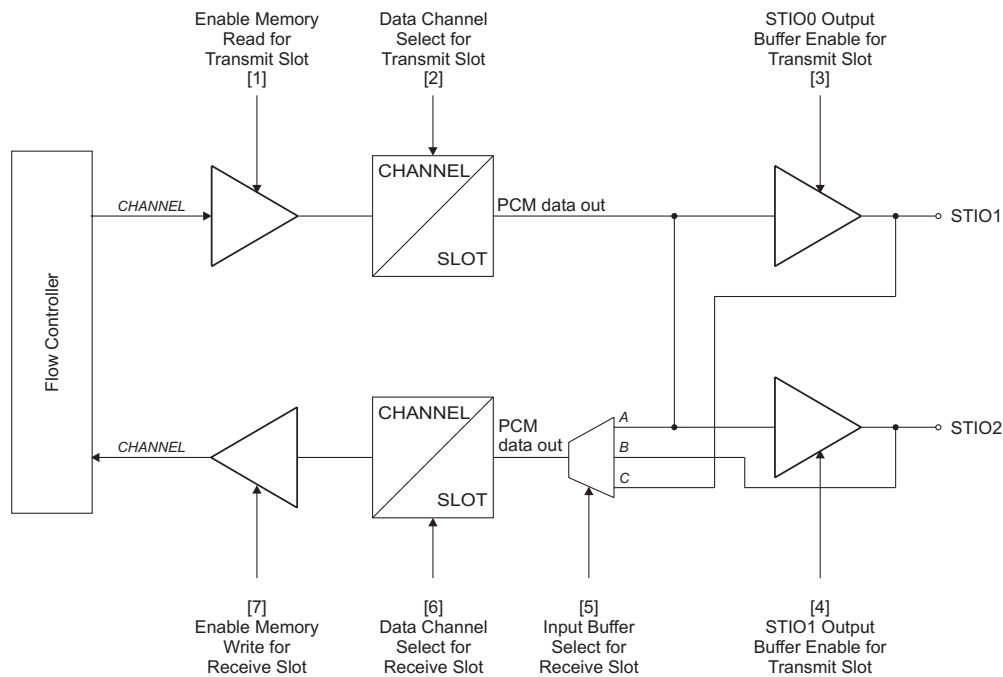 Enable Memory
Read for
Transmit Slot
[1]
Data Channel
Select for
Transmit Slot
[2]
STIO0 Output
Buffer Enable for
Transmit Slot
[3]
Flow Controller
CHANNEL
CHANNEL
SLOT
PCM data out
STIO1
CHANNEL
CHANNEL
SLOT
PCM
data out
A
B
C
STIO2
[7]
Enable Memory
Write for
Receive Slot
[6]
Data Channel
Select for
Receive Slot
[5]
Input Buffer
Select for
Receive Slot
[4]
STIO1 Output
Buffer Enable for
Transmit Slot